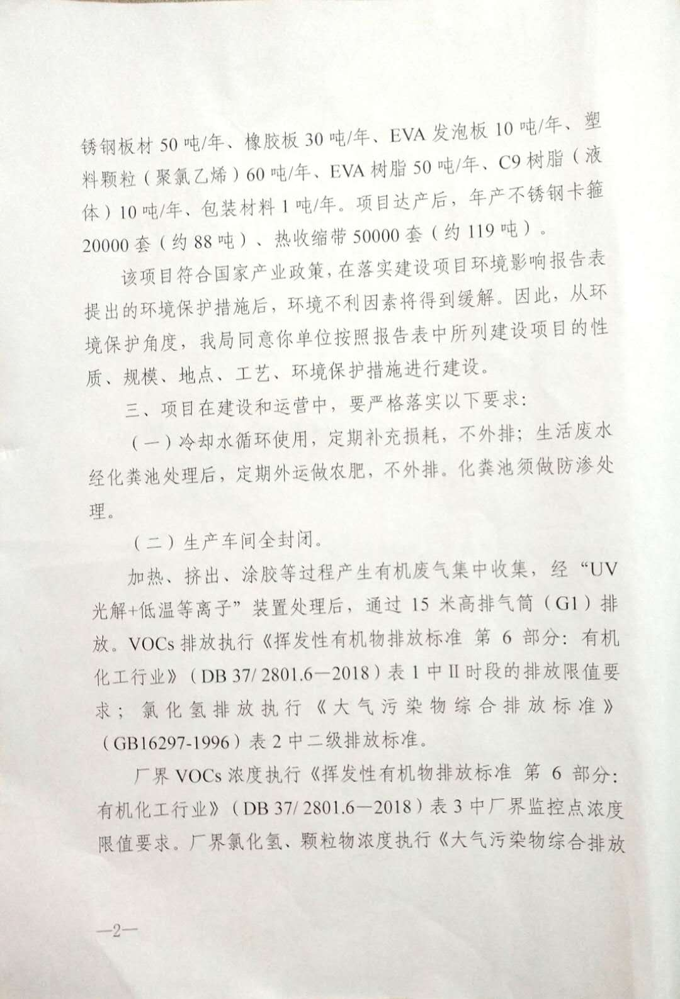 锈钢板材 50 吨/年、橡胶板 30 吨/年、EVA 发泡板 10 吨/年、塑
料颗粒（聚氯乙烯）60 吨/年、EVA 树脂 50 吨/年、C9 树脂（液
体）10 吨/年、包装材料 1 吨/年。项目达产后，年产不锈钢卡箍
20000 套（约 88 吨）、热收缩带 50000 套（约 119 吨）。
该项目符合国家产业政策,在落实建设项目环境影响报告表
提出的环境保护措施后，环境不利因素将得到缓解。因此，从环
境保护角度，我局同意你单位按照报告表中所列建设项目的性
质、规模、地点、工艺、环境保护措施进行建设。
三、项目在建设和运营中，要严格落实以下要求：
（一）冷却水循环使用，定期补充损耗，不外排；生活废水
经化粪池处理后，定期外运做农肥，不外排。化粪池须做防渗处
理。
（二）生产车间全封闭。
加热、挤出、涂胶等过程产生有机废气集中收集，经“UV
光解+低温等离子”装置处理后，通过 15 米高排气筒（G1）排
放。VOCs 排放执行《挥发性有机物排放标准 第 6 部分：有机
化工行业》（DB 37/ 2801.6—2018）表 1 中 II 时段的排放限值要
求；氯化氢排放执行《大气污染物综合排放标准》
（GB16297-1996）表 2 中二级排放标准。
厂界 VOCs 浓度执行《挥发性有机物排放标准 第 6 部分：
有机化工行业》（DB 37/ 2801.6—2018）表 3 中厂界监控点浓度
限值要求。厂界氯化氢、颗粒物浓度执行《大气污染物综合排放
—2—